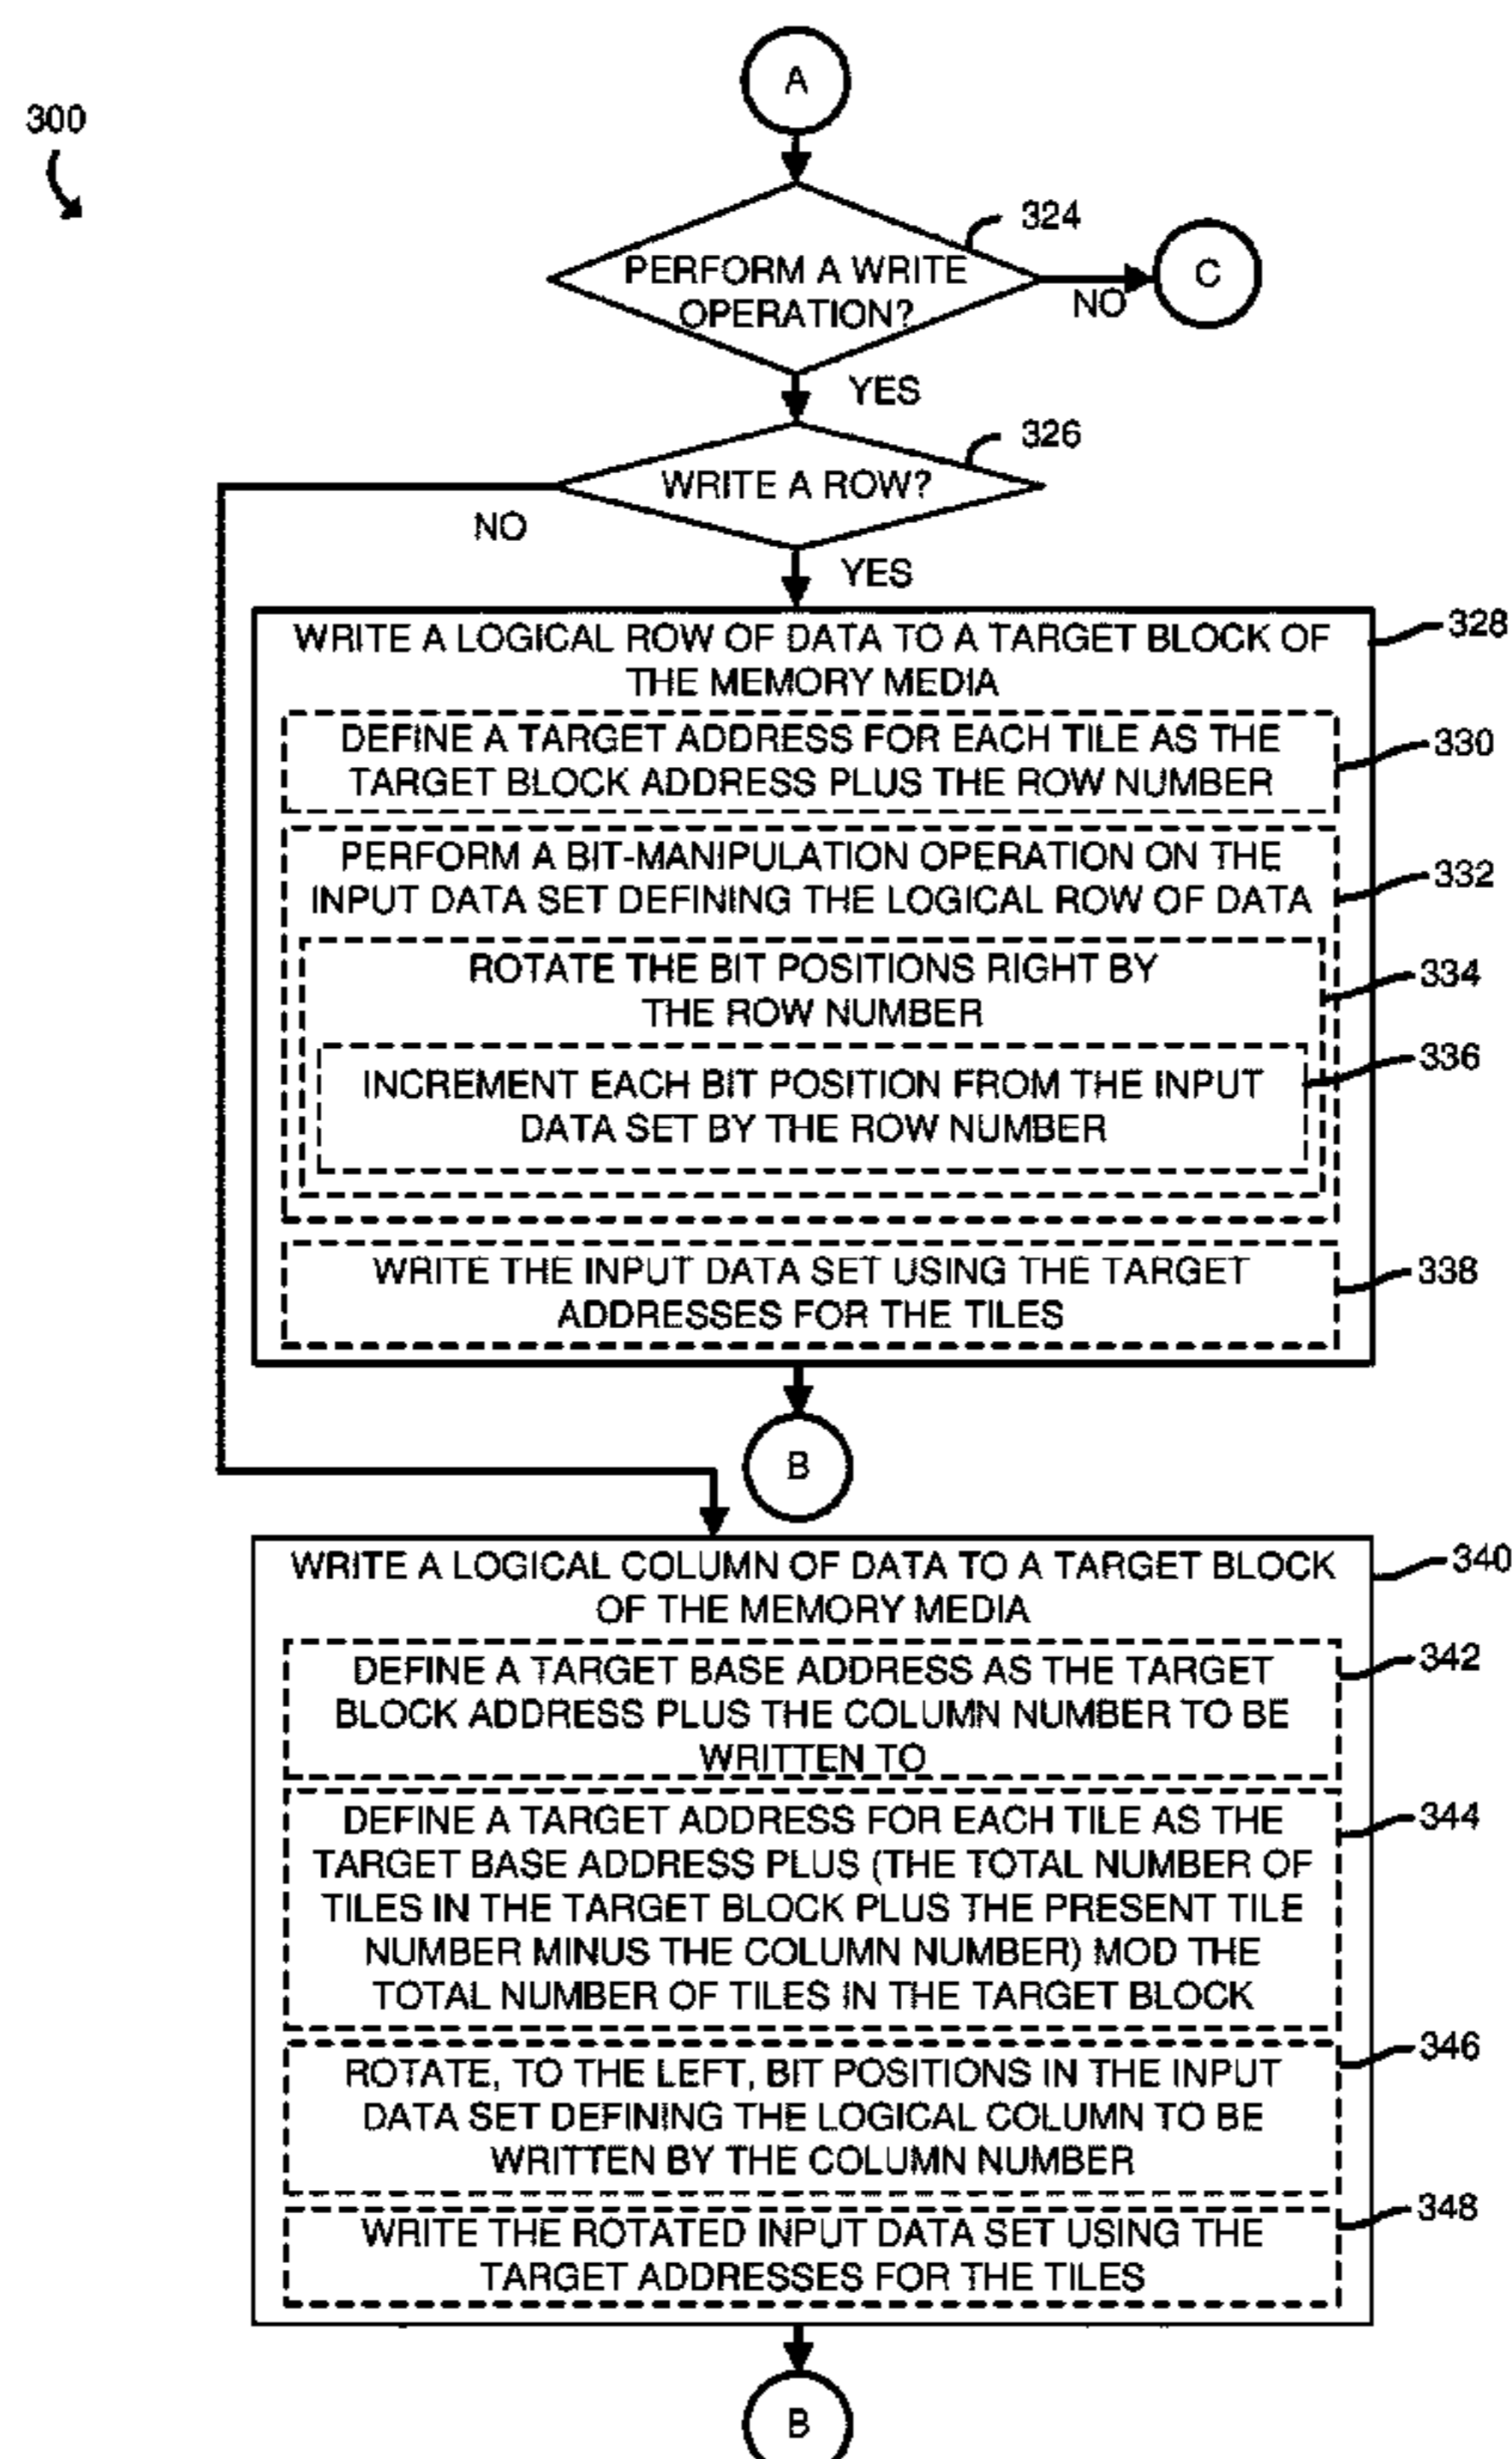 A
300
324
PERFORM A WRITE
OPERATION?
NO
C
YES
326
WRITE A ROW?
NO
YES
328
WRITE A LOGICAL ROW OF DATA TO A TARGET BLOCK OF
THE MEMORY MEDIA
330
DEFINE A TARGET ADDRESS FOR EACH TILE AS THE
TARGET BLOCK ADDRESS PLUS THE ROW NUMBER
332
PERFORM A BIT-MANIPULATION OPERATION ON THE
INPUT DATA SET DEFINING THE LOGICAL ROW OF DATA
334
ROTATE THE BIT POSITIONS RIGHT BY
THE ROW NUMBER
336
INCREMENT EACH BIT POSITION FROM THE INPUT
DATA SET BY THE ROW NUMBER
338
WRITE THE INPUT DATA SET USING THE TARGET
ADDRESSES FOR THE TILES
B
340
WRITE A LOGICAL COLUMN OF DATA TO A TARGET BLOCK
OF THE MEMORY MEDIA
342
DEFINE A TARGET BASE ADDRESS AS THE TARGET
BLOCK ADDRESS PLUS THE COLUMN NUMBER TO BE
WRITTEN TO
344
DEFINE A TARGET ADDRESS FOR EACH TILE AS THE
TARGET BASE ADDRESS PLUS (THE TOTAL NUMBER OF
TILES IN THE TARGET BLOCK PLUS THE PRESENT TILE
NUMBER MINUS THE COLUMN NUMBER) MOD THE
TOTAL NUMBER OF TILES IN THE TARGET BLOCK
346
ROTATE, TO THE LEFT, BIT POSITIONS IN THE INPUT
DATA SET DEFINING THE LOGICAL COLUMN TO BE
WRITTEN BY THE COLUMN NUMBER
348
WRITE THE ROTATED INPUT DATA SET USING THE
TARGET ADDRESSES FOR THE TILES
B